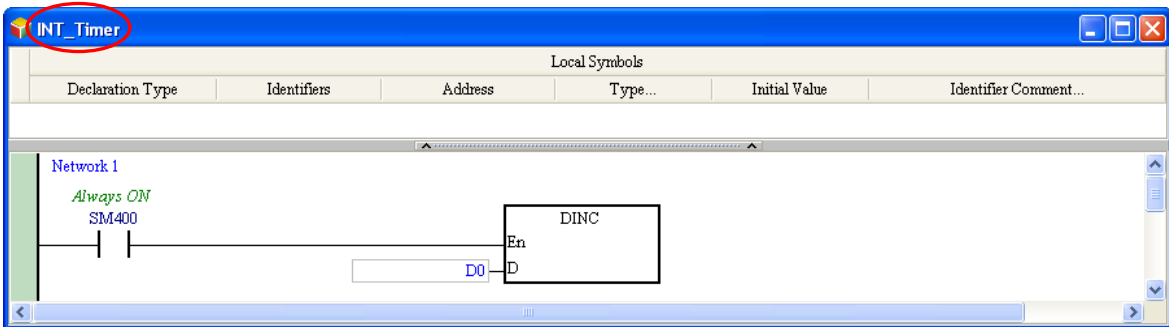 INT_Timer
Local Symbols
Declaration Type Identifiers Address Type... Initial Value Identifier Comment...
Network 1
Always ON
SM400
DINC
En
D0 D